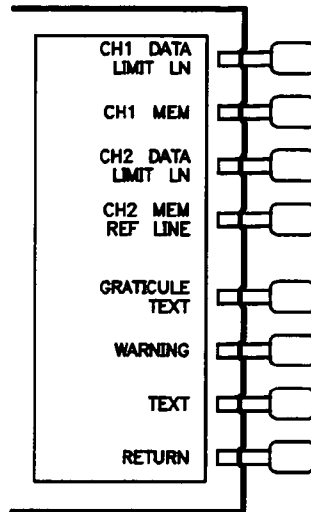 CH1 DATA
LIMIT LN
CH1 MEM
CH2 DATA
LIMIT LN
CH2 MEM
REF LINE
GRATICULE
TEXT
WARNING
TEXT
RETURN